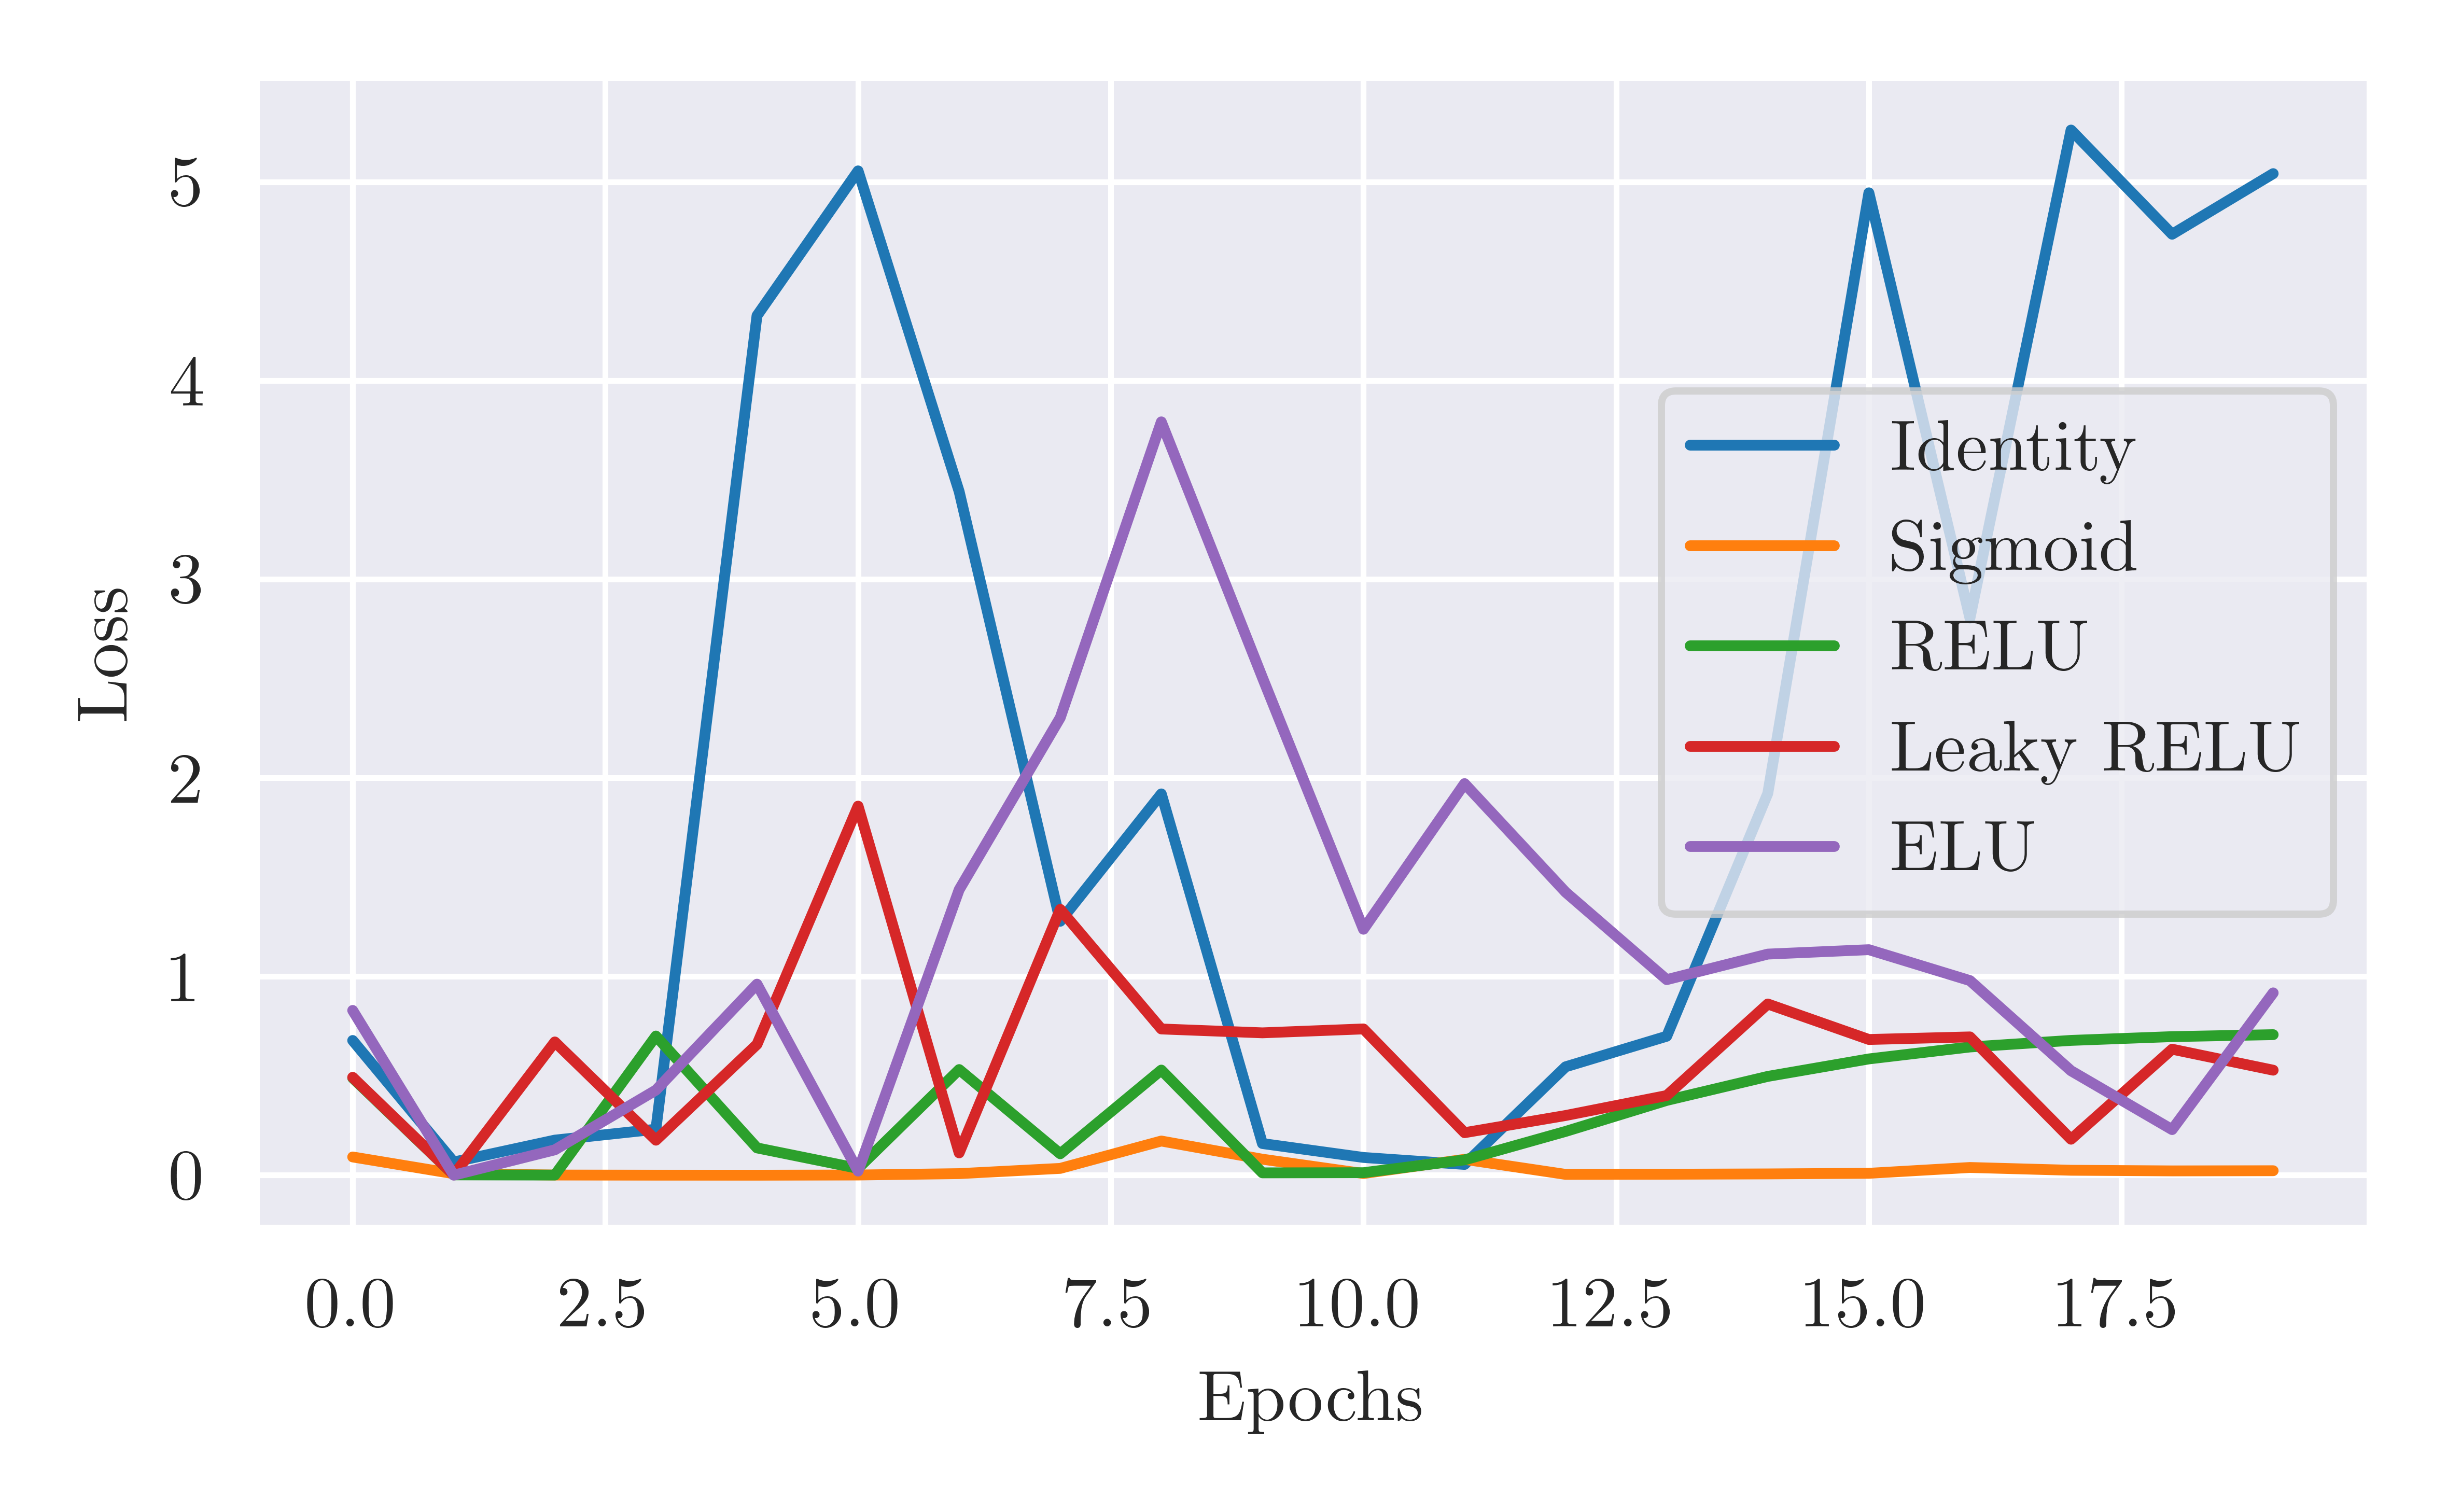 5
4
3
2
1
0
Loss
Identity
Sigmoid
RELU
Leaky RELU
ELU
0.0 2.5 5.0 7.5 10.0 12.5 15.0 17.5
Epochs